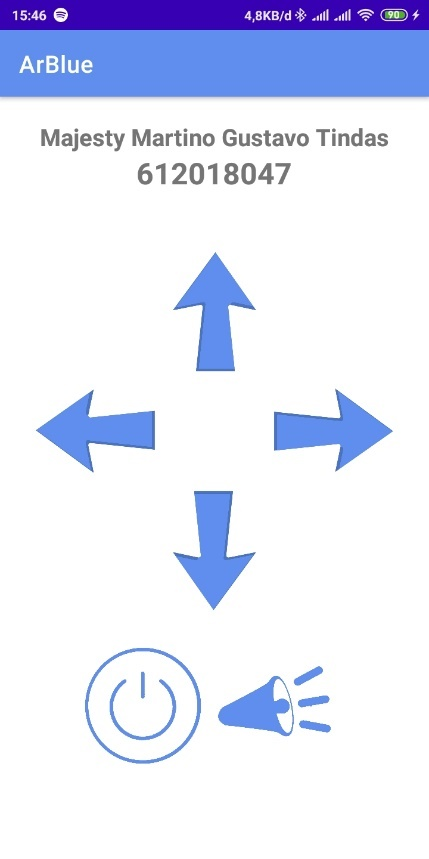 15:46 4,8KB/d 90
ArBlue
Majesty Martino Gustavo Tindas
612018047